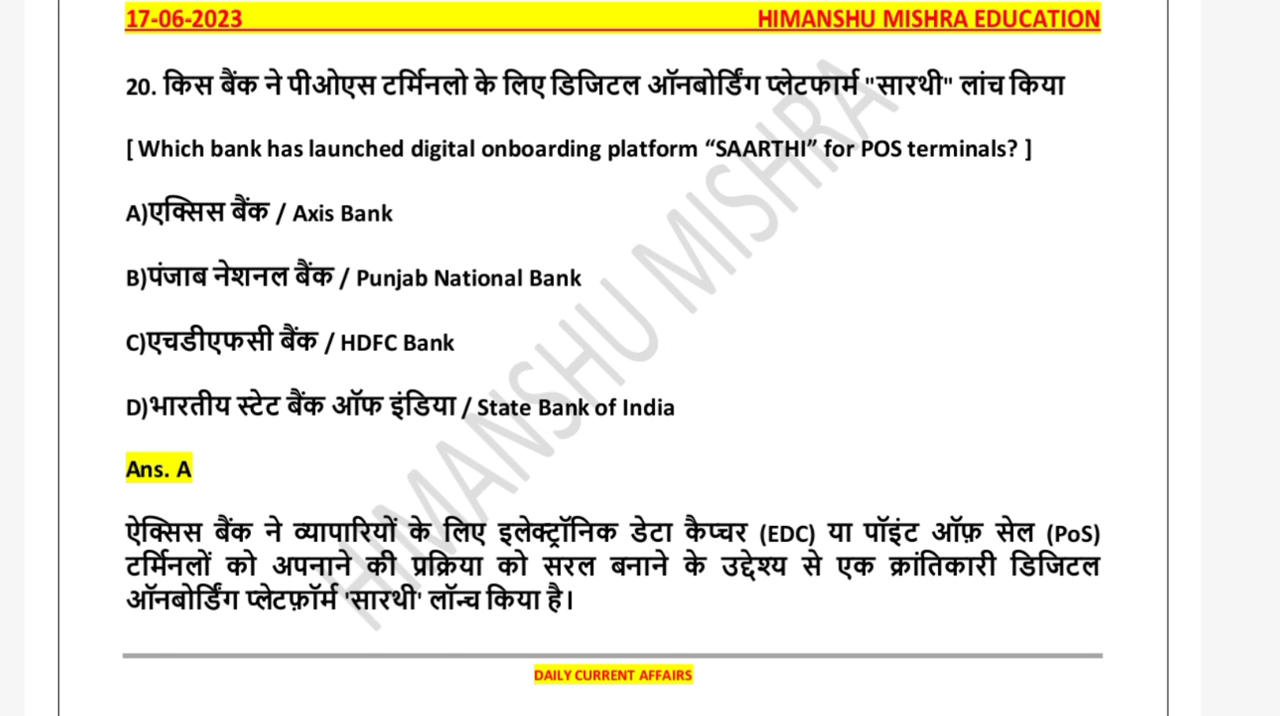 17-06-2023 HIMANSHU MISHRA EDUCATION
20. किस बैंक ने पीओएस टर्मिनलो के लिए डिजिटल ऑनबोर्डिंग प्लेटफार्म "सारथी" लांच किया
[ Which bank has launched digital onboarding platform “SAARTHI” for POS terminals? ]
A)एक्सिस बैंक / Axis Bank
B)पंजाब नेशनल बैंक / Punjab National Bank
C)एचडीएफसी बैंक / HDFC Bank
D)भारतीय स्टेट बैंक ऑफ इंडिया / State Bank of India
Ans. A
ऐक्सिस बैंक ने व्यापारियों के लिए इलेक्ट्रॉनिक डेटा कैप्चर (EDC) या पॉइंट ऑफ़ सेल (PoS)
टर्मिनलों को अपनाने की प्रक्रिया को सरल बनाने के उद्देश्य से एक क्रांतिकारी डिजिटल
ऑनबोर्डिंग प्लेटफ़ॉर्म 'सारथी' लॉन्च किया है।
DAILY CURRENT AFFAIRS
HIMANSHU MISHRA